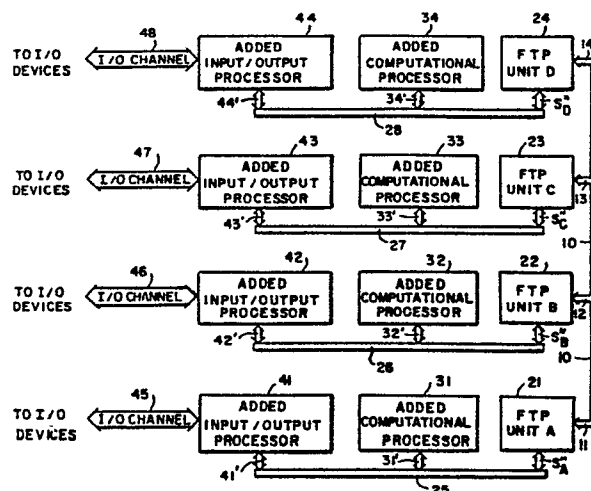 44 34 24
48
TO I/O DEVICES
I/O CHANNEL
ADDED INPUT/OUTPUT PROCESSOR
ADDED COMPUTATIONAL PROCESSOR
FTP UNIT D
14
44' 34' S"D
28
43 33 23
47
TO I/O DEVICES
I/O CHANNEL
ADDED INPUT/OUTPUT PROCESSOR
ADDED COMPUTATIONAL PROCESSOR
FTP UNIT C
13
43' 33' S"C
27
10
42 32 22
46
TO I/O DEVICES
I/O CHANNEL
ADDED INPUT/OUTPUT PROCESSOR
ADDED COMPUTATIONAL PROCESSOR
FTP UNIT B
12
42' 32' S"B
26
10
41 31 21
45
TO I/O DEVICES
I/O CHANNEL
ADDED INPUT/OUTPUT PROCESSOR
ADDED COMPUTATIONAL PROCESSOR
FTP UNIT A
11
41' 31' S"A
25